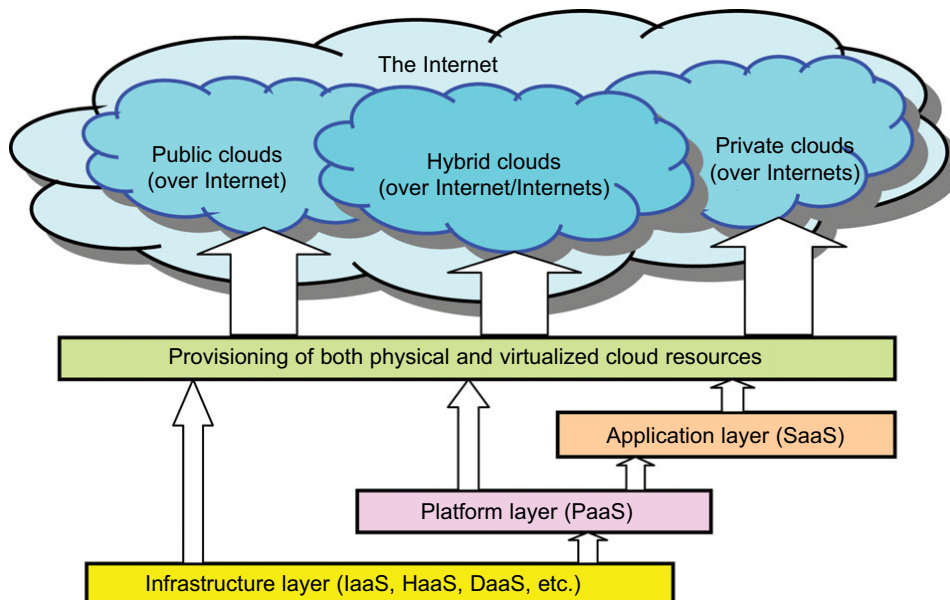 The Internet
Public clouds
(over Internet)
Hybrid clouds
(over Internet/Internets)
Private clouds
(over Internets)
Provisioning of both physical and virtualized cloud resources
Application layer (SaaS)
Platform layer (PaaS)
Infrastructure layer (IaaS, HaaS, DaaS, etc.)